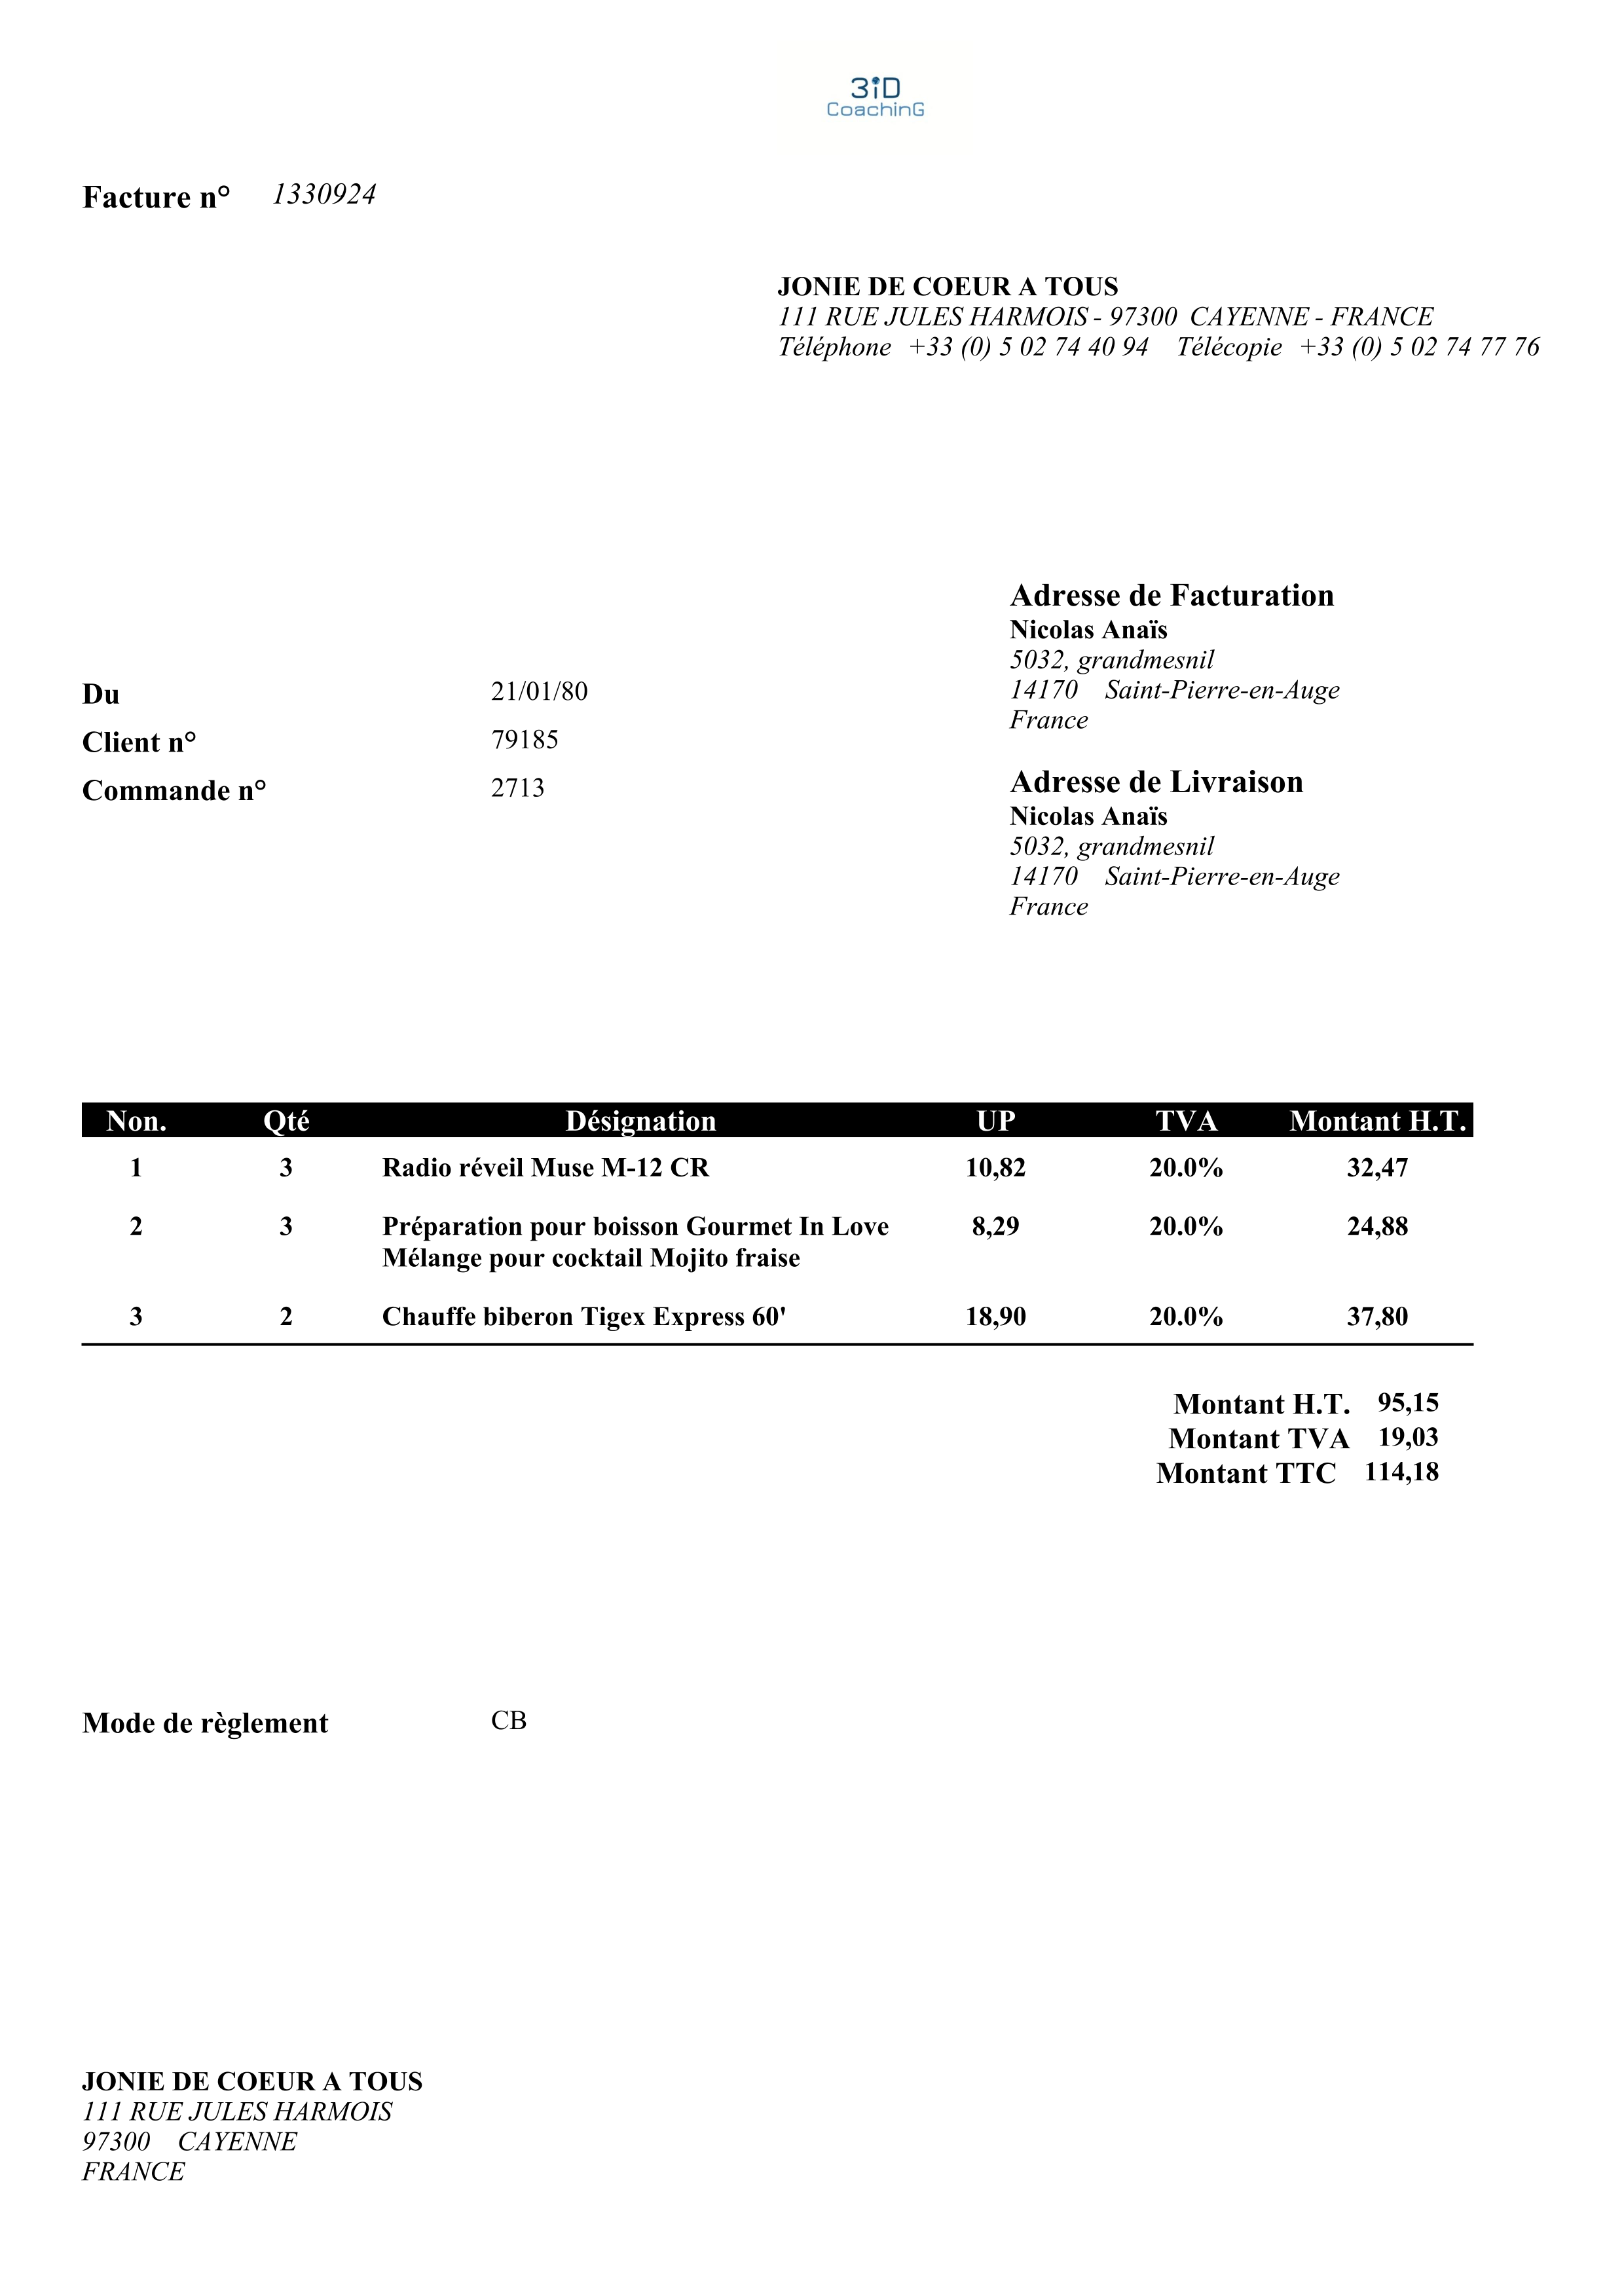 3iD
CoachinG
Facture n° 1330924
JONIE DE COEUR A TOUS
111 RUE JULES HARMOIS - 97300 CAYENNE - FRANCE
Téléphone +33 (0) 5 02 74 40 94 Télécopie +33 (0) 5 02 74 77 76
Adresse de Facturation
Nicolas Anaïs
5032, grandmesnil
14170 Saint-Pierre-en-Auge
France
Du 21/01/80
Client n° 79185
Commande n° 2713
Adresse de Livraison
Nicolas Anaïs
5032, grandmesnil
14170 Saint-Pierre-en-Auge
France
Non. Qté Désignation UP TVA Montant H.T.
1 3 Radio réveil Muse M-12 CR 10,82 20.0% 32,47
2 3 Préparation pour boisson Gourmet In Love 8,29 20.0% 24,88
Mélange pour cocktail Mojito fraise
3 2 Chauffe biberon Tigex Express 60' 18,90 20.0% 37,80
Montant H.T. 95,15
Montant TVA 19,03
Montant TTC 114,18
Mode de règlement CB
JONIE DE COEUR A TOUS
111 RUE JULES HARMOIS
97300 CAYENNE
FRANCE